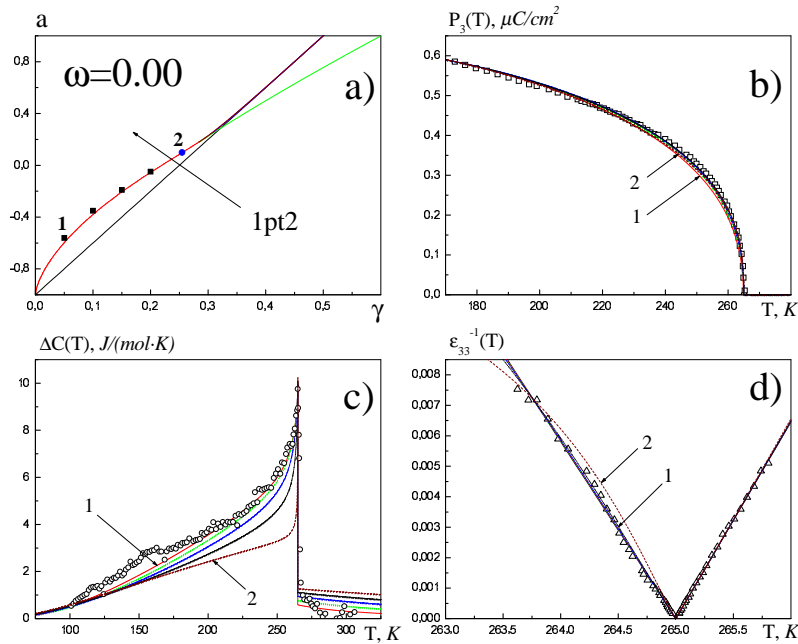 a
ω=0.00
a)
1,0 0,8 0,4 0,0 -0,4 -0,8
1
2
1pt2
0,0 0,1 0,2 0,3 0,4 0,5
γ
P₃(T), μC/cm²
b)
0,6 0,5 0,4 0,3 0,2 0,1 0,0
2
1
180 200 220 240 260
T, K
ΔC(T), J/(mol·K)
c)
10 8 6 4 2 0
1
2
100 150 200 250 300
T, K
ε₃₃⁻¹(T)
d)
0,008 0,007 0,006 0,005 0,004 0,003 0,002 0,001 0,000
2
1
263.0 264.0 265.0 265.5
T, K